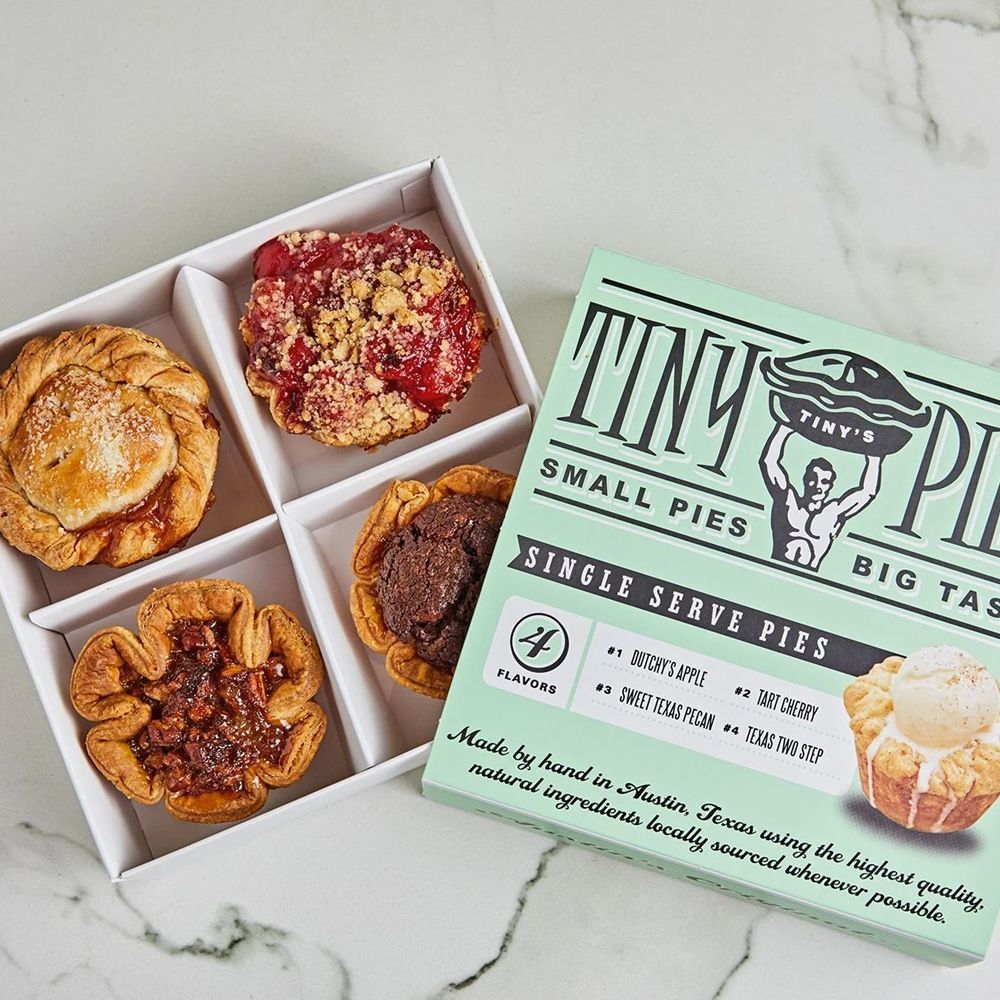 TINY PI
TINY'S
SMALL PIES
BIG TAS
SINGLE SERVE PIES
4
FLAVORS
#1 DUTCHY'S APPLE
#2 TART CHERRY
#3 SWEET TEXAS PECAN
#4 TEXAS TWO STEP
Made by hand in Austin, Texas using the highest quality,
natural ingredients locally sourced whenever possible.